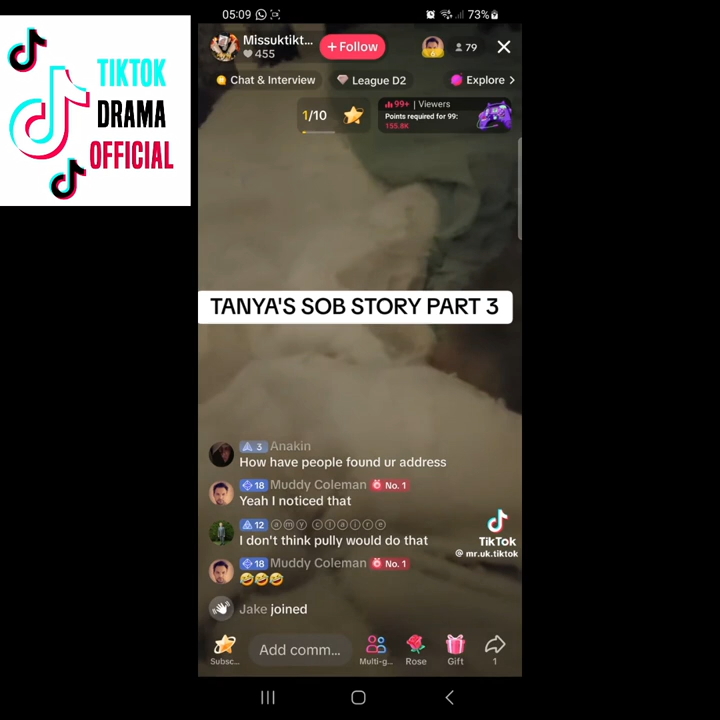 05:09
73%
TIKTOK
DRAMA
OFFICIAL
Missuktikt...
455
+ Follow
79
Chat & Interview
League D2
Explore >
1/10
99+ | Viewers
Points required for 99:
155.8K
TANYA'S SOB STORY PART 3
3 Anakin
How have people found ur address
18 Muddy Coleman No. 1
Yeah I noticed that
12 ⓐⓜⓨ ⓒⓛⓐⓘⓡⓔ
I don't think pully would do that
18 Muddy Coleman No. 1
🤣🤣🤣
Jake joined
TikTok
@ mr.uk.tiktok
Subsc...
Add comm...
Multi-g...
Rose
Gift
1